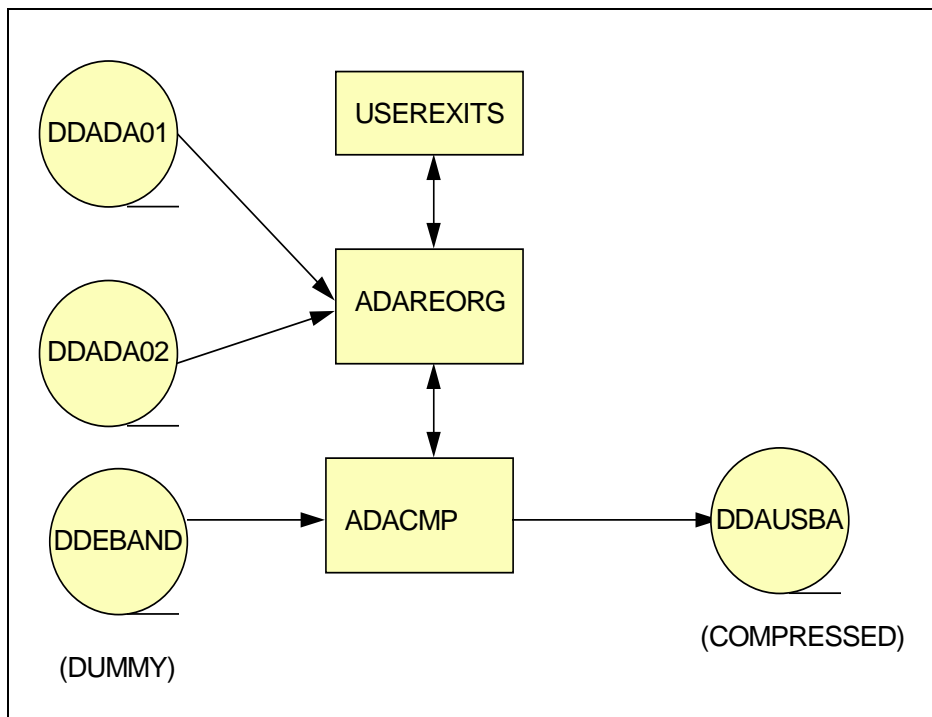 DDADA01
USEREXITS
ADAREORG
DDADA02
DDEBAND
ADACMP
DDAUSBA
(DUMMY)
(COMPRESSED)